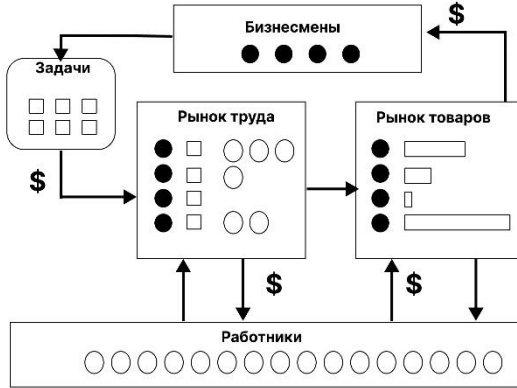 Бизнесмены
$
Задачи
Рынок труда
Рынок товаров
$
$
$
Работники